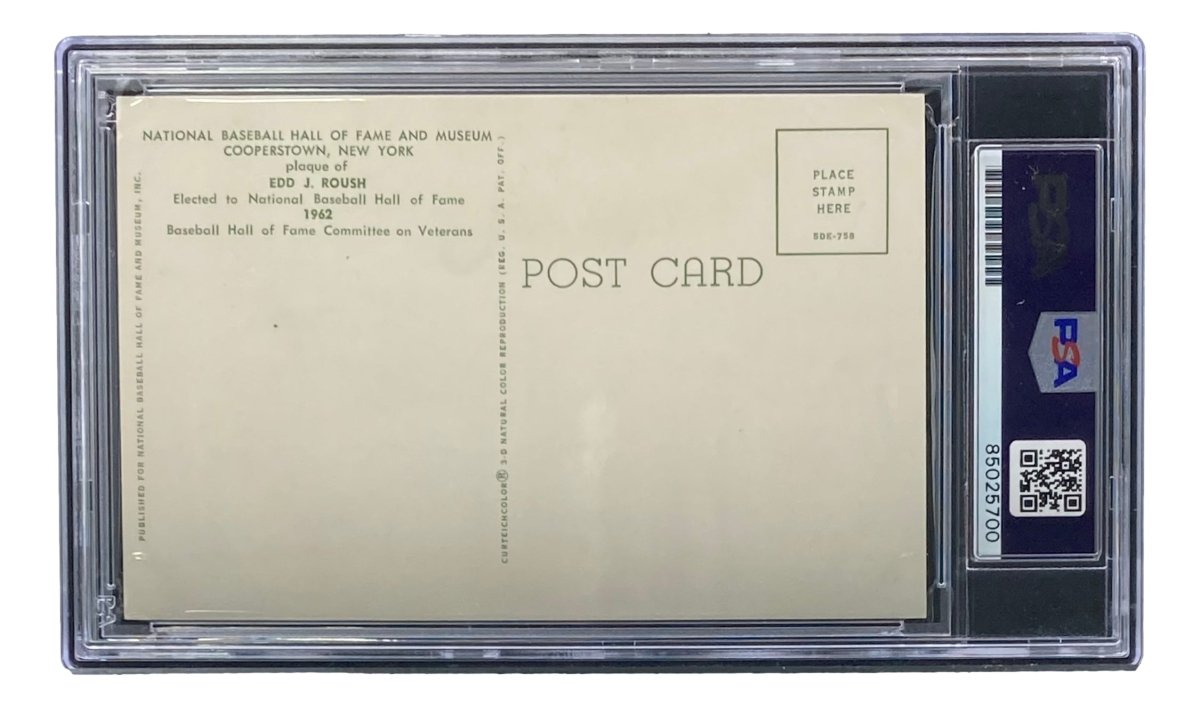 NATIONAL BASEBALL HALL OF FAME AND MUSEUM
COOPERSTOWN, NEW YORK
plaque of
EDD J. ROUSH
Elected to National Baseball Hall of Fame
1962
Baseball Hall of Fame Committee on Veterans
PUBLISHED FOR NATIONAL BASEBALL HALL OF FAME AND MUSEUM, INC.
CURTEICHCOLOR® 3-D NATURAL COLOR REPRODUCTION (REG. U. S. A. PAT. OFF.)
POST CARD
PLACE
STAMP
HERE
5DK-758
PSA
PSA
85025700